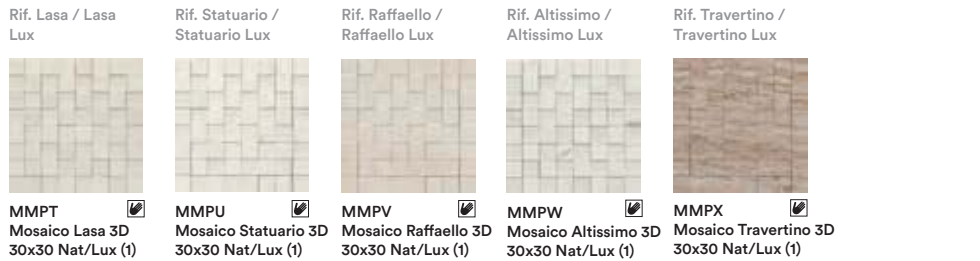 Rif. Lasa / Lasa
Lux
Rif. Statuario /
Statuario Lux
Rif. Raffaello /
Raffaello Lux
Rif. Altissimo /
Altissimo Lux
Rif. Travertino /
Travertino Lux
MMPT
Mosaico Lasa 3D
30x30 Nat/Lux (1)
MMPU
Mosaico Statuario 3D
30x30 Nat/Lux (1)
MMPV
Mosaico Raffaello 3D
30x30 Nat/Lux (1)
MMPW
Mosaico Altissimo 3D
30x30 Nat/Lux (1)
MMPX
Mosaico Travertino 3D
30x30 Nat/Lux (1)